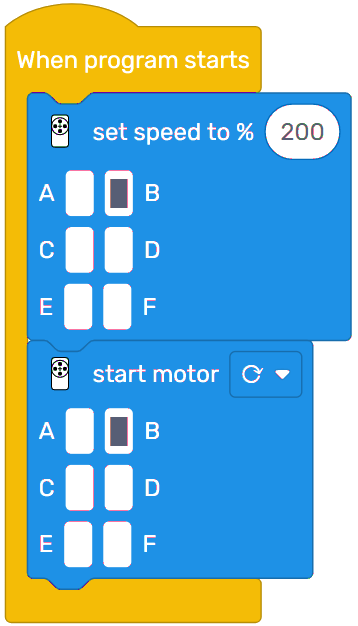 When program starts
set speed to % 200
A B
C D
E F
start motor
A B
C D
E F